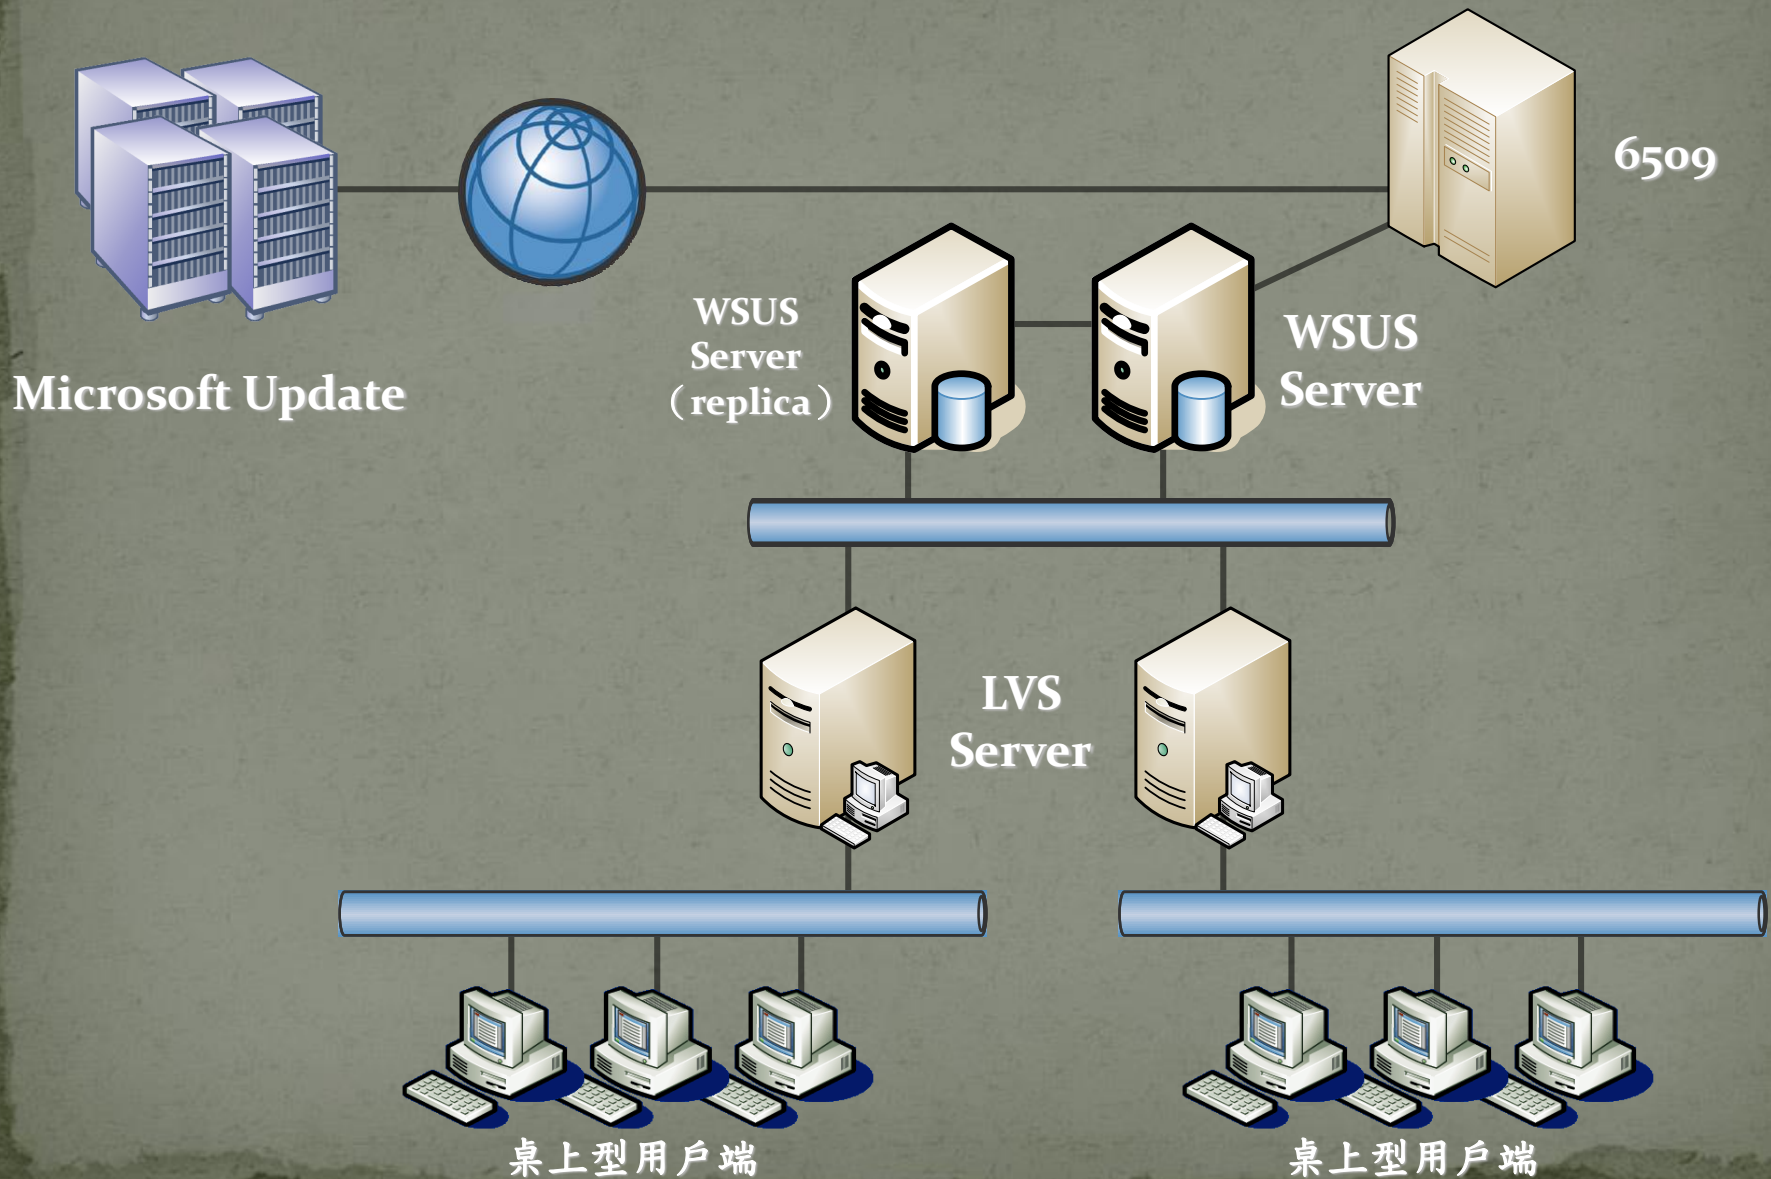 6509
Microsoft Update
WSUS
Server
（replica）
WSUS
Server
LVS
Server
桌上型用戶端
桌上型用戶端